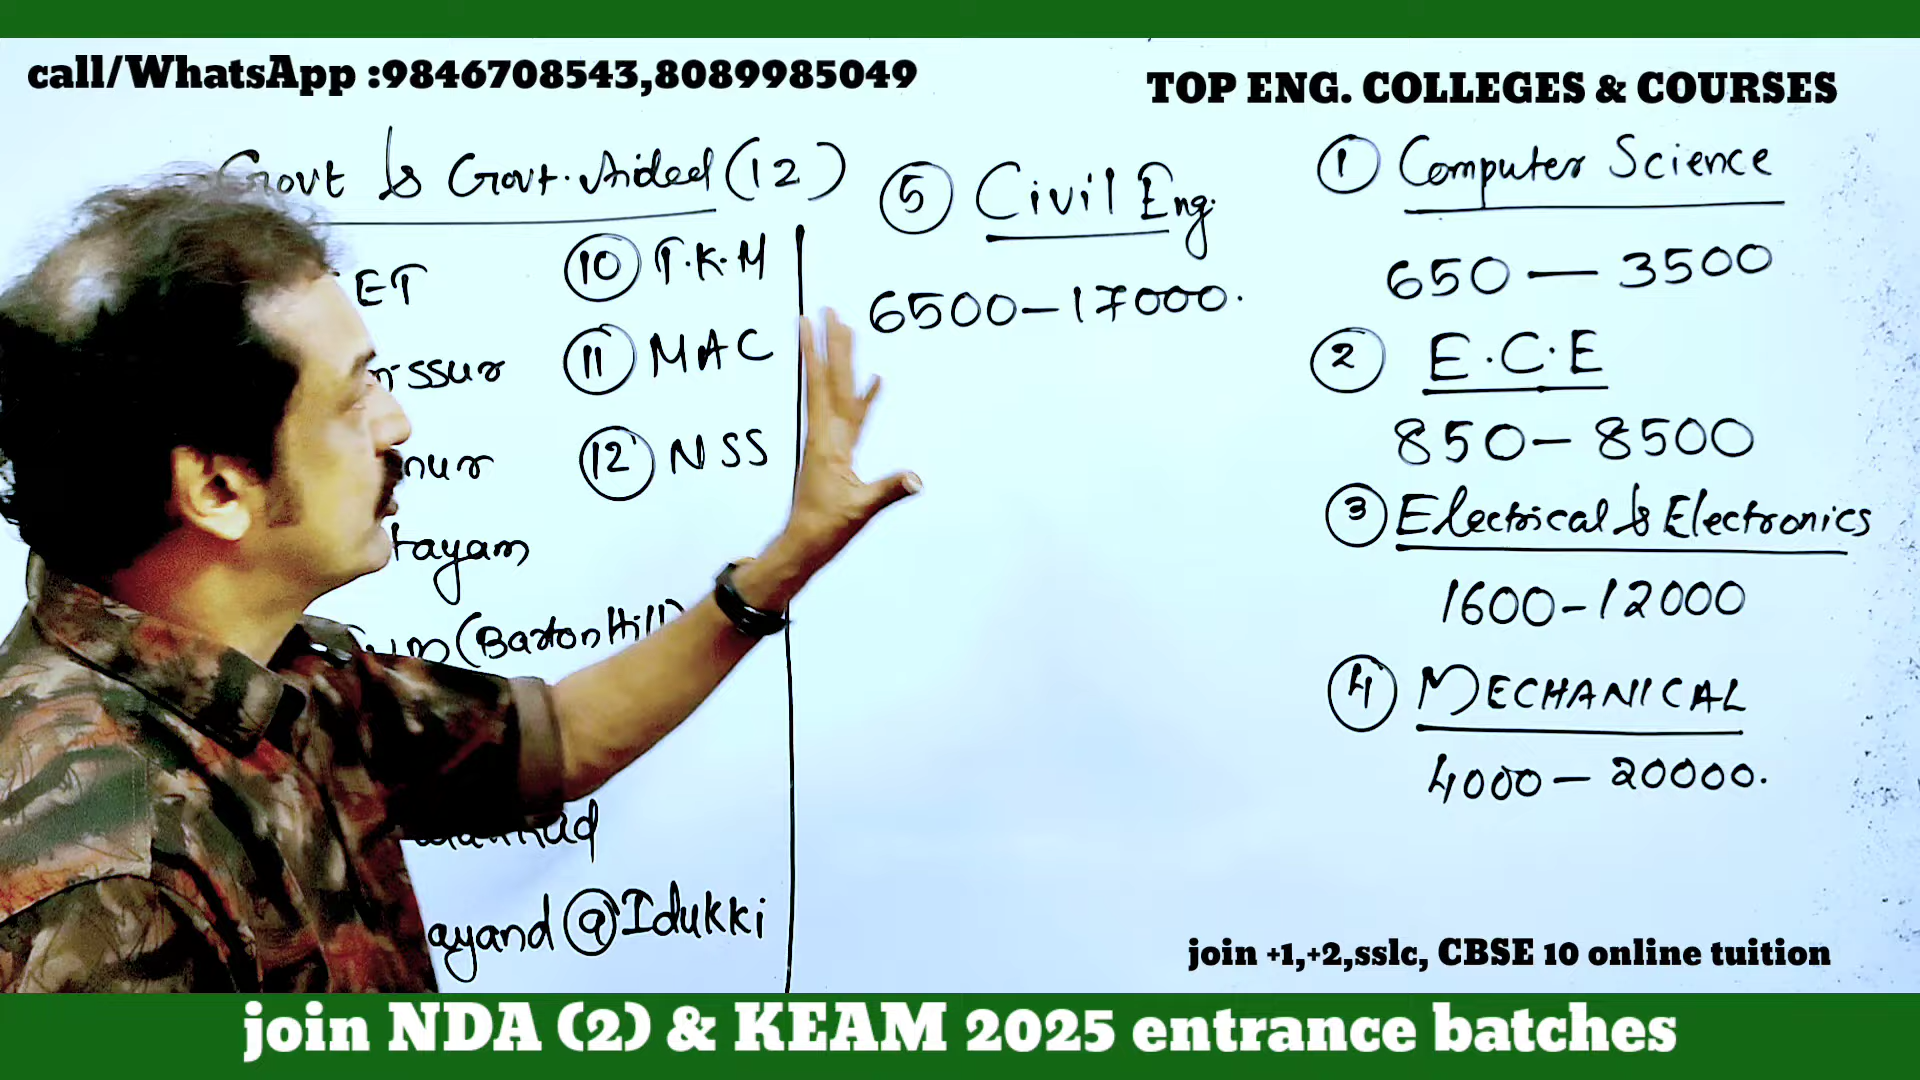 call/WhatsApp :9846708543,8089985049
TOP ENG. COLLEGES & COURSES
Govt & Govt. Aided (12)
ET
ssur
nur
tayam
(Barton Hill)
ayand 9 Idukki
10 T.K.M
11 MAC
12 NSS
5 Civil Eng.
6500-17000.
1 Computer Science
650 - 3500
2 E.C.E
850 - 8500
3 Electrical & Electronics
1600-12000
4 MECHANICAL
4000 - 20000.
join +1,+2,sslc, CBSE 10 online tuition
join NDA (2) & KEAM 2025 entrance batches